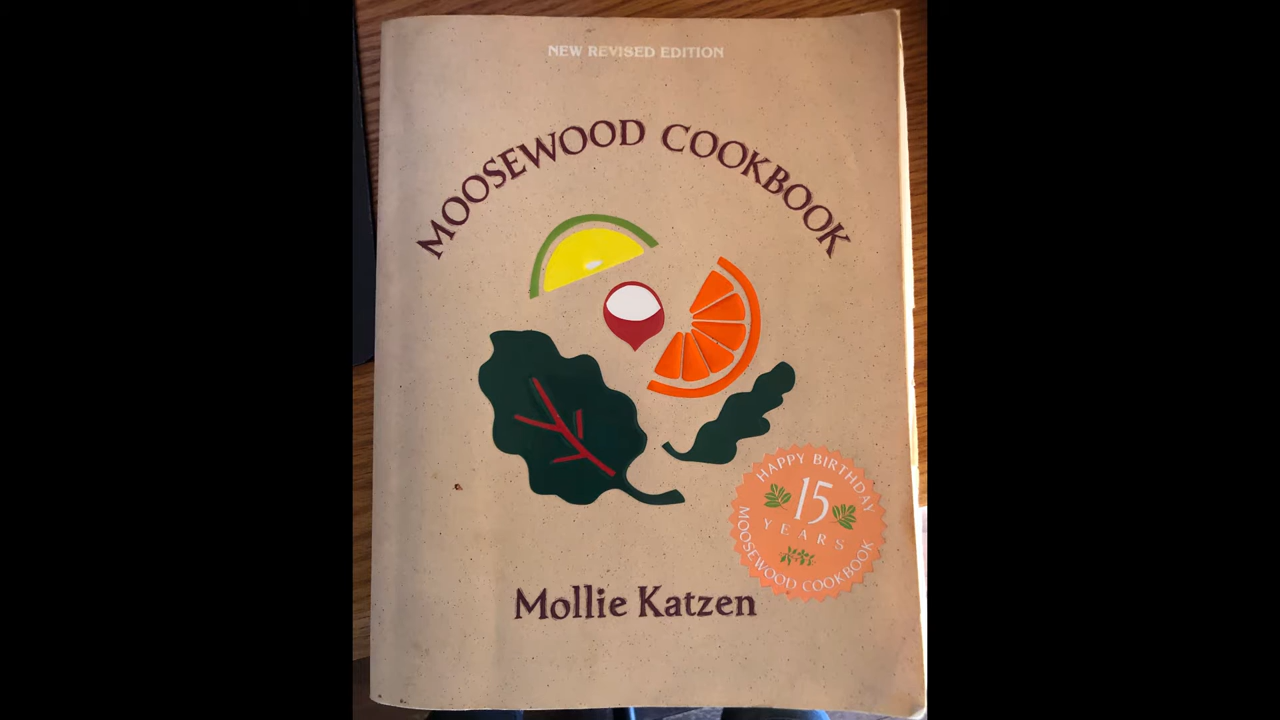 NEW REVISED EDITION
MOOSEWOOD COOKBOOK
HAPPY BIRTHDAY
15
YEARS
MOOSEWOOD COOKBOOK
Mollie Katzen